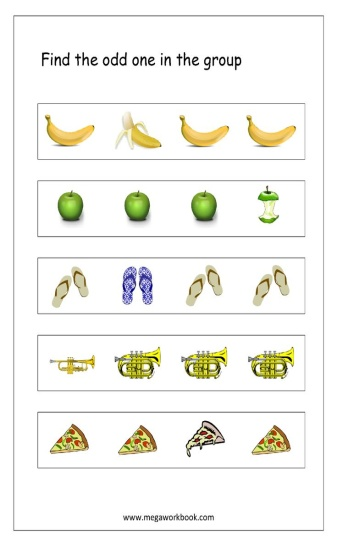 Find the odd one in the group
www.megaworkbook.com